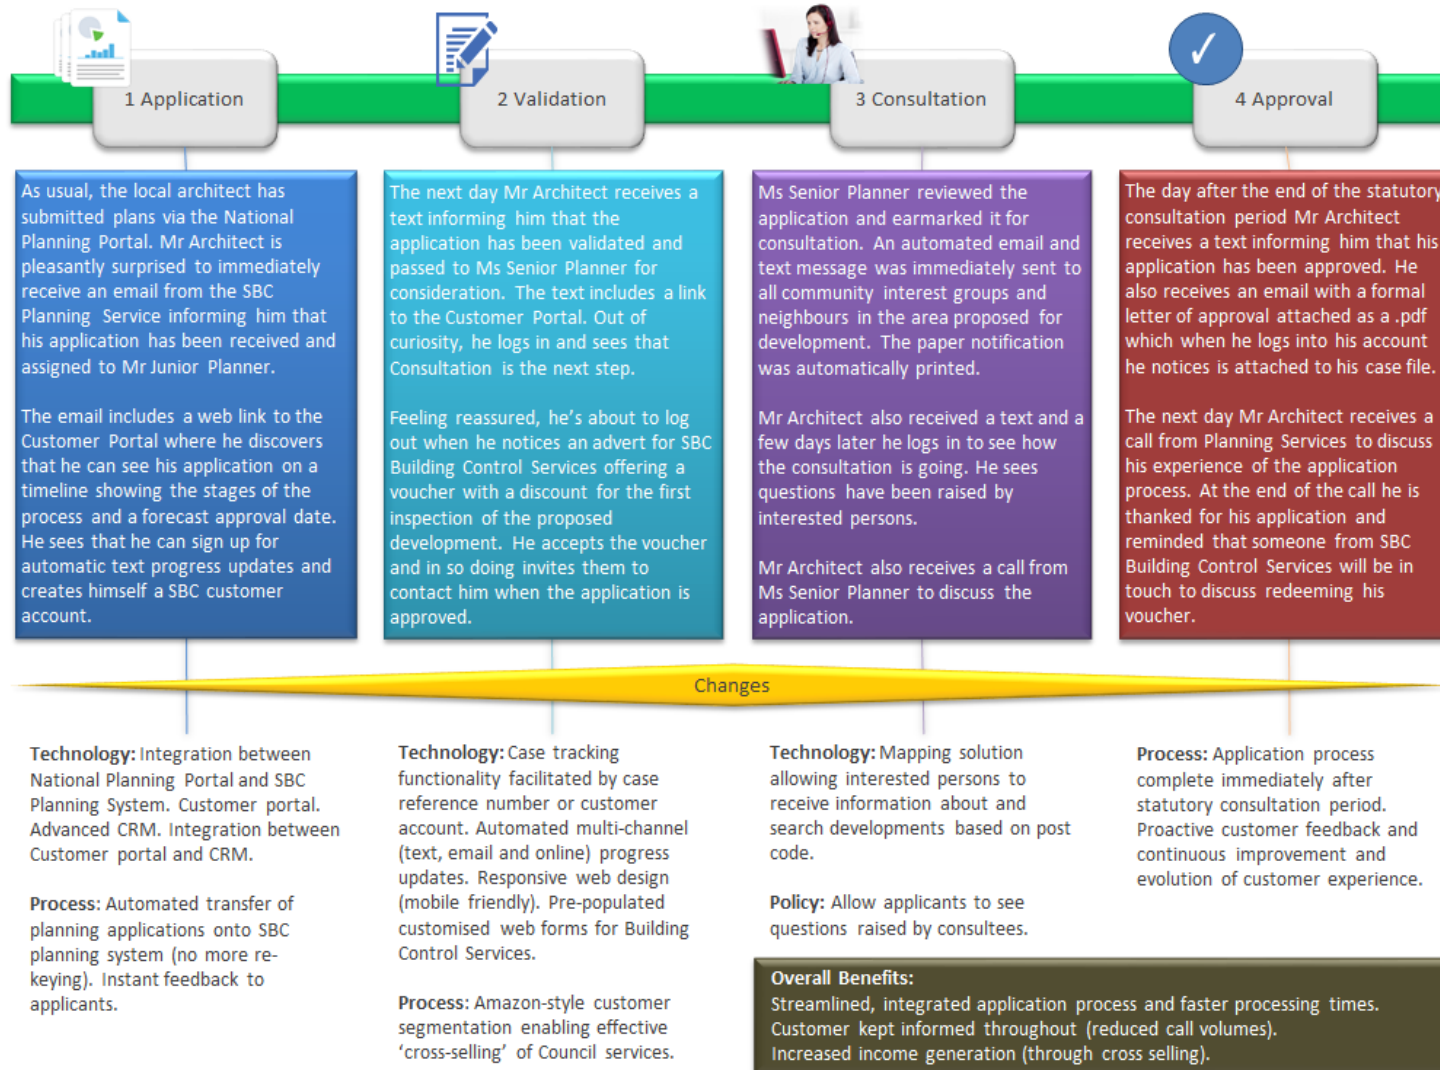 1 Application
2 Validation
3 Consultation
4 Approval
As usual, the local architect has
submitted plans via the National
Planning Portal. Mr Architect is
pleasantly surprised to immediately
receive an email from the SBC
Planning Service informing him that
his application has been received and
assigned to Mr Junior Planner.
The email includes a web link to the
Customer Portal where he discovers
that he can see his application on a
timeline showing the stages of the
process and a forecast approval date.
He sees that he can sign up for
automatic text progress updates and
creates himself a SBC customer
account.
The next day Mr Architect receives a
text informing him that the
application has been validated and
passed to Ms Senior Planner for
consideration. The text includes a link
to the Customer Portal. Out of
curiosity, he logs in and sees that
Consultation is the next step.
Feeling reassured, he's about to log
out when he notices an advert for SBC
Building Control Services offering a
voucher with a discount for the first
inspection of the proposed
development. He accepts the voucher
and in so doing invites them to
contact him when the application is
approved.
Ms Senior Planner reviewed the
application and earmarked it for
consultation. An automated email and
text message was immediately sent to
all community interest groups and
neighbours in the area proposed for
development. The paper notification
was automatically printed.
Mr Architect also received a text and a
few days later he logs in to see how
the consultation is going. He sees
questions have been raised by
interested persons.
Mr Architect also receives a call from
Ms Senior Planner to discuss the
application.
The day after the end of the statutory
consultation period Mr Architect
receives a text informing him that his
application has been approved. He
also receives an email with a formal
letter of approval attached as a .pdf
which when he logs into his account
he notices is attached to his case file.
The next day Mr Architect receives a
call from Planning Services to discuss
his experience of the application
process. At the end of the call he is
thanked for his application and
reminded that someone from SBC
Building Control Services will be in
touch to discuss redeeming his
voucher.
Changes
Technology: Integration between
National Planning Portal and SBC
Planning System. Customer portal.
Advanced CRM. Integration between
Customer portal and CRM.
Process: Automated transfer of
planning applications onto SBC
planning system (no more re-
keying). Instant feedback to
applicants.
Technology: Case tracking
functionality facilitated by case
reference number or customer
account. Automated multi-channel
(text, email and online) progress
updates. Responsive web design
(mobile friendly). Pre-populated
customised web forms for Building
Control Services.
Process: Amazon-style customer
segmentation enabling effective
'cross-selling' of Council services.
Technology: Mapping solution
allowing interested persons to
receive information about and
search developments based on post
code.
Policy: Allow applicants to see
questions raised by consultees.
Process: Application process
complete immediately after
statutory consultation period.
Proactive customer feedback and
continuous improvement and
evolution of customer experience.
Overall Benefits:
Streamlined, integrated application process and faster processing times.
Customer kept informed throughout (reduced call volumes).
Increased income generation (through cross selling).